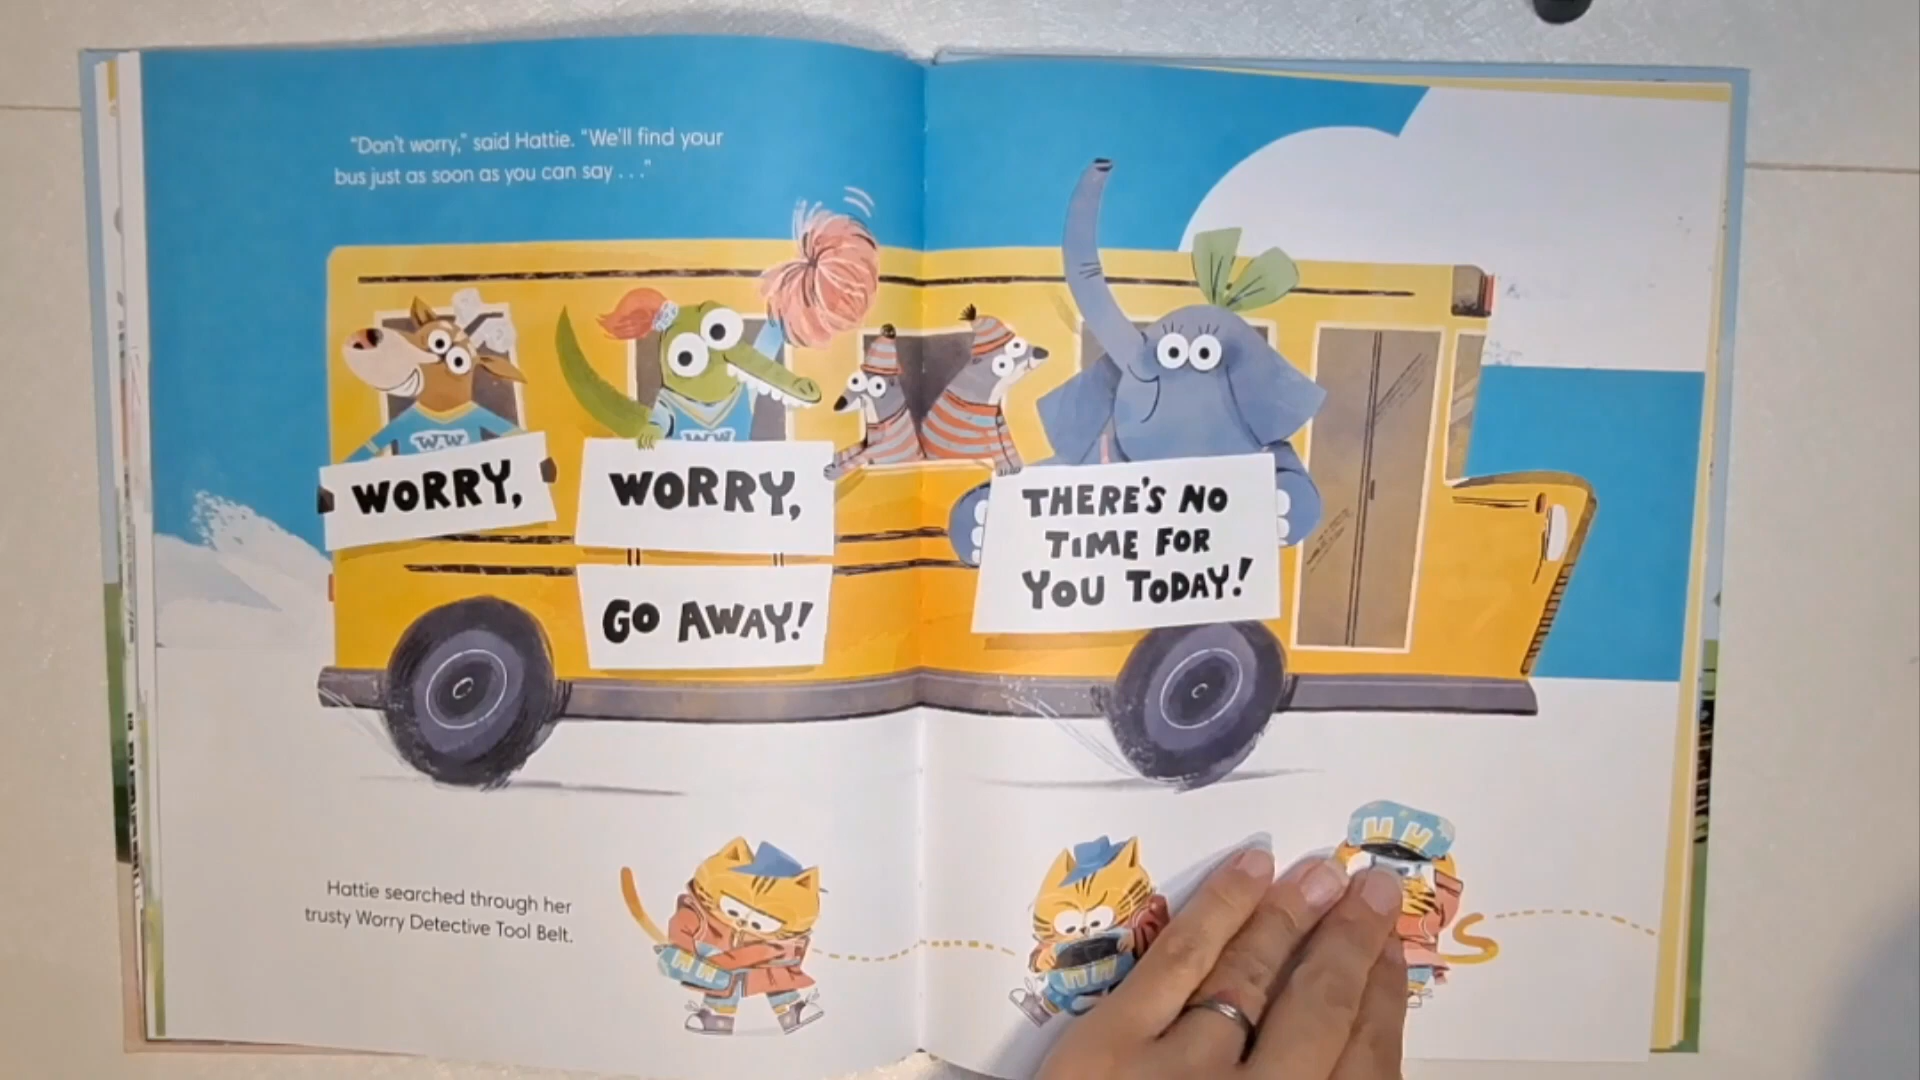 "Don't worry," said Hattie. "We'll find your
bus just as soon as you can say . . ."
W.W
WW
WORRY,
WORRY,
GO AWAY!
THERE'S NO
TIME FOR
YOU TODAY!
Hattie searched through her
trusty Worry Detective Tool Belt.
H H
H H
H H